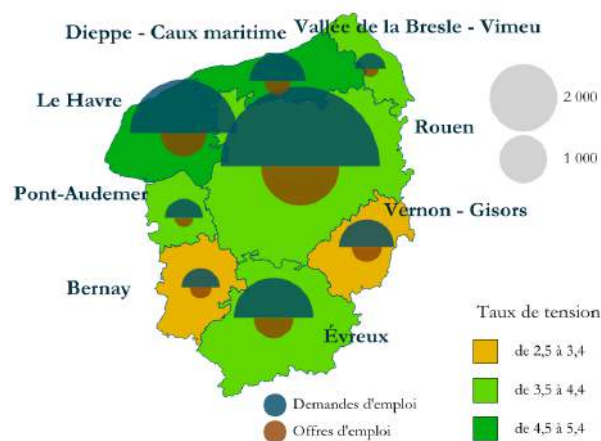 Vallée de la Bresle - Vimeu
Dieppe - Caux maritime
Le Havre
2 000
Rouen
1 000
Pont-Audemer
Vernon - Gisors
Bernay
Évreux
Taux de tension
de 2,5 à 3,4
de 3,5 à 4,4
de 4,5 à 5,4
Demandes d'emploi
Offres d'emploi